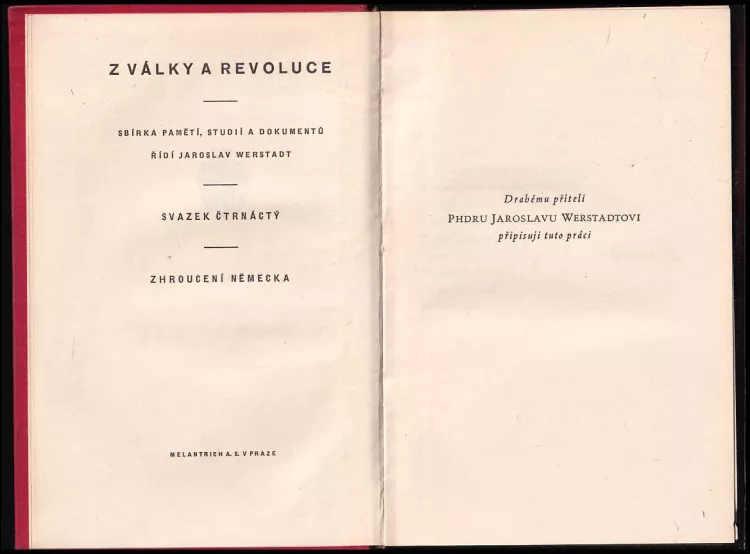 Z VÁLKY A REVOLUCE
SBÍRKA PAMĚTÍ, STUDIÍ A DOKUMENTŮ
ŘÍDÍ JAROSLAV WERSTADT
SVAZEK ČTRNÁCTÝ
ZHROUCENÍ NĚMECKA
MELANTRICH A. S. V PRAZE
Drahému příteli
PHDRU JAROSLAVU WERSTADTOVI
připisuji tuto práci